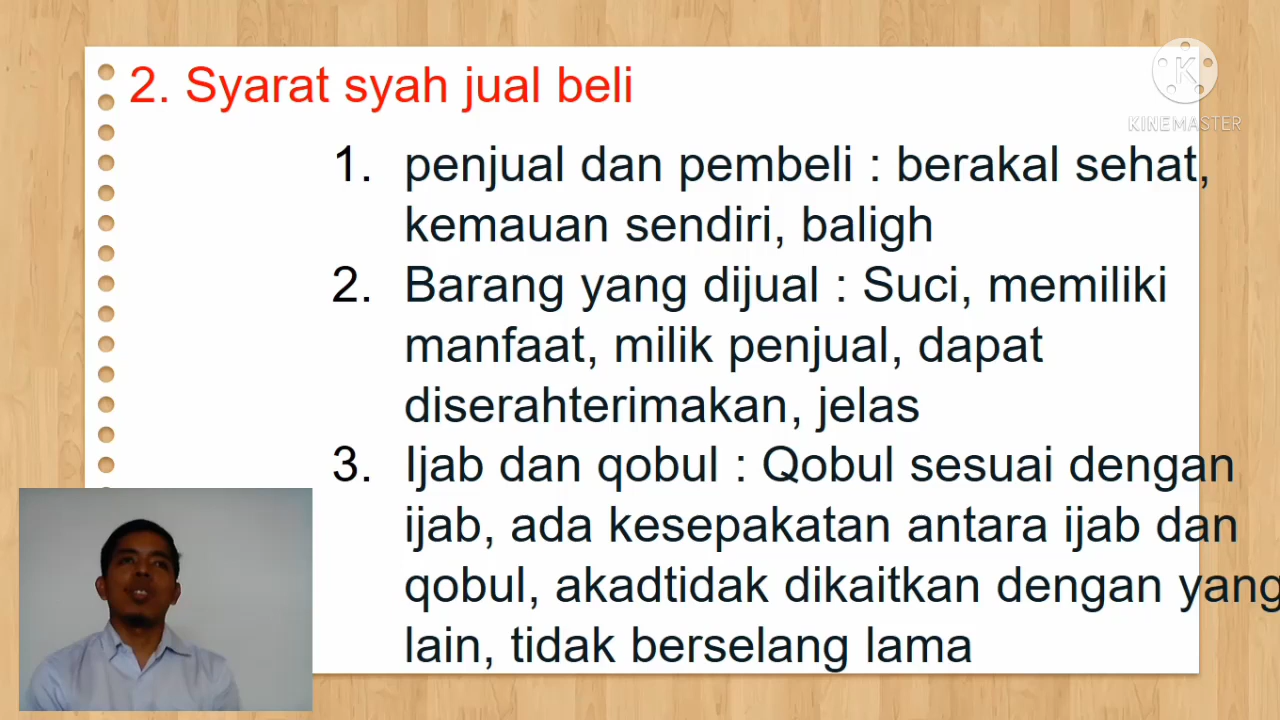 2. Syarat syah jual beli
KINEMASTER
1. penjual dan pembeli : berakal sehat,
kemauan sendiri, baligh
2. Barang yang dijual : Suci, memiliki
manfaat, milik penjual, dapat
diserahterimakan, jelas
3. Ijab dan qobul : Qobul sesuai dengan
ijab, ada kesepakatan antara ijab dan
qobul, akadtidak dikaitkan dengan yang
lain, tidak berselang lama